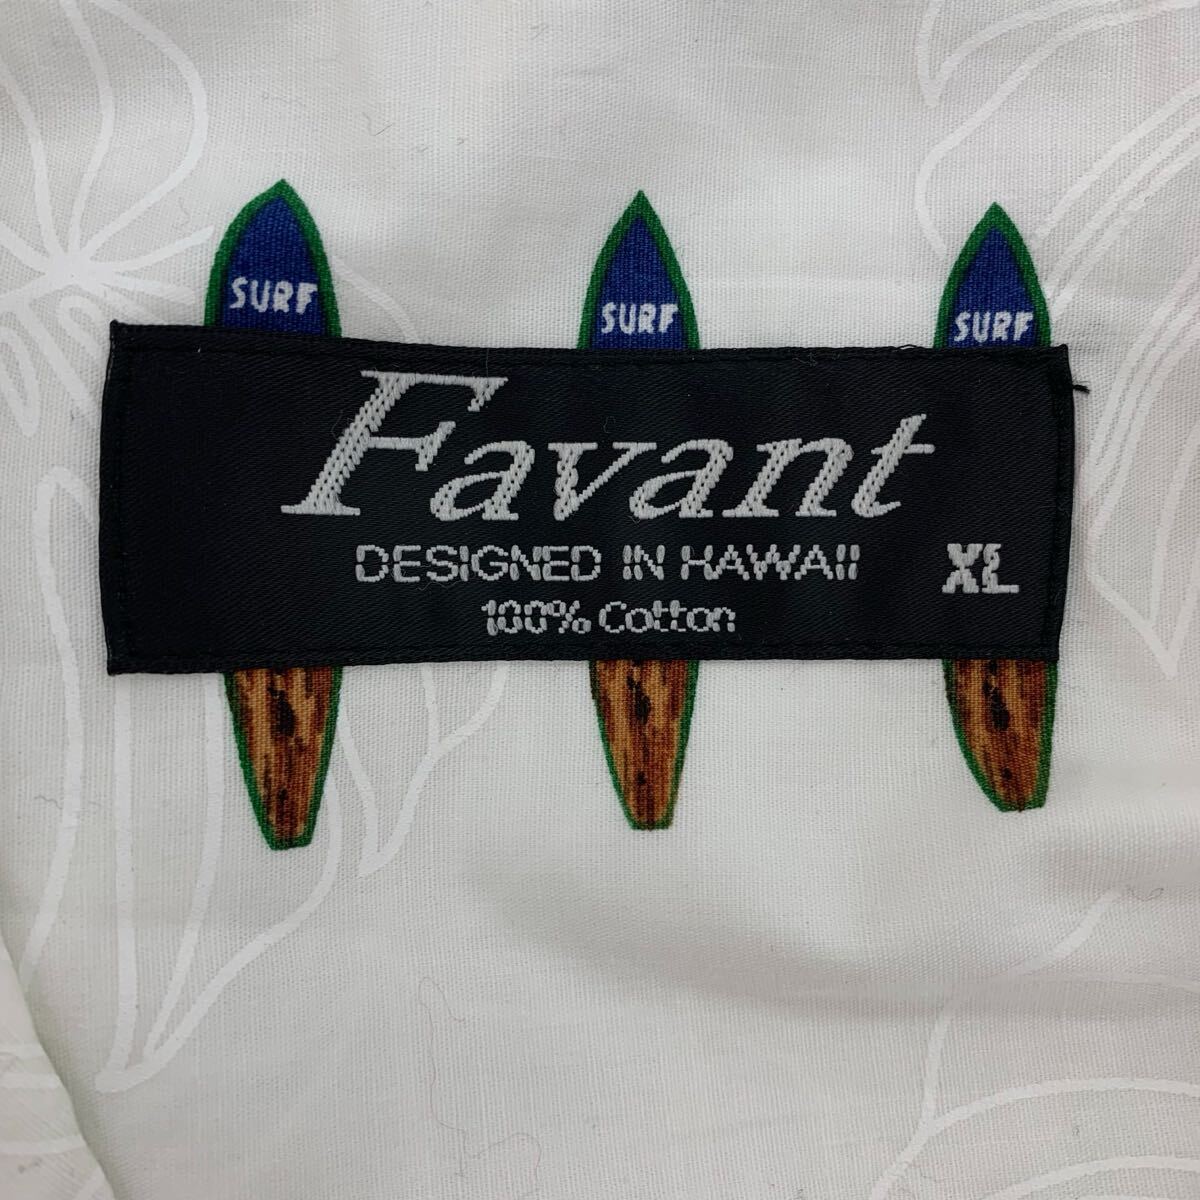 SURF SURF SURF
Favant
DESIGNED IN HAWAII XL
100% Cotton